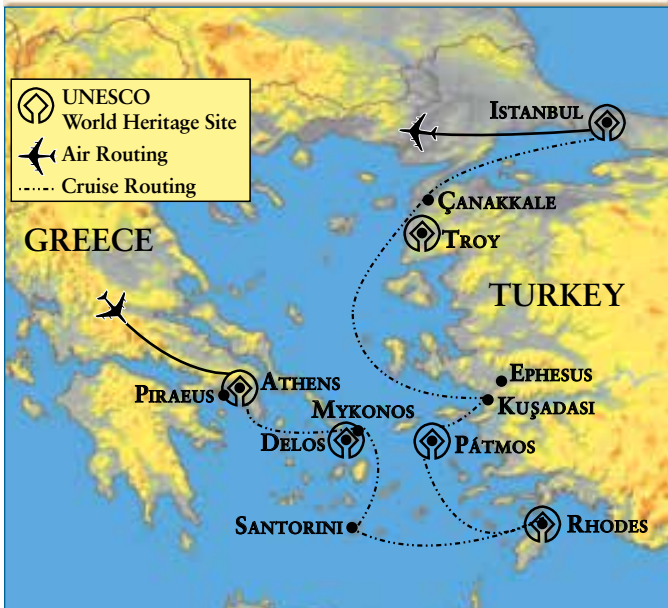 UNESCO
World Heritage Site
Air Routing
Cruise Routing
ISTANBUL
ÇANAKKALE
TROY
GREECE
TURKEY
EPHESUS
KUŞADASI
ATHENS
PIRAEUS
MYKONOS
DELOS
PÁTMOS
SANTORINI
RHODES